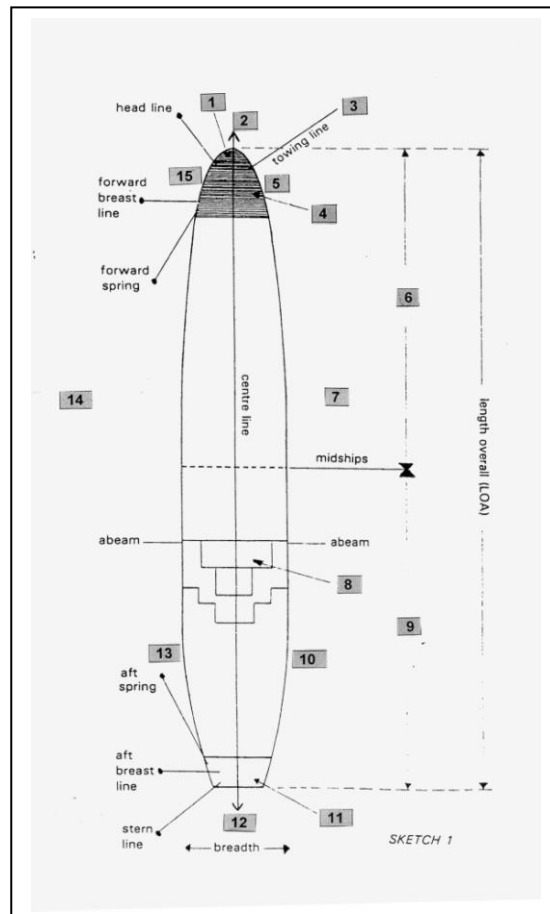 1
2
3
head line
towing line
15
5
forward
breast
line
4
forward
spring
6
14
7
centre line
length overall (LOA)
midships
abeam
abeam
8
9
13
10
aft
spring
aft
breast
line
12
11
stern
line
breadth
SKETCH 1